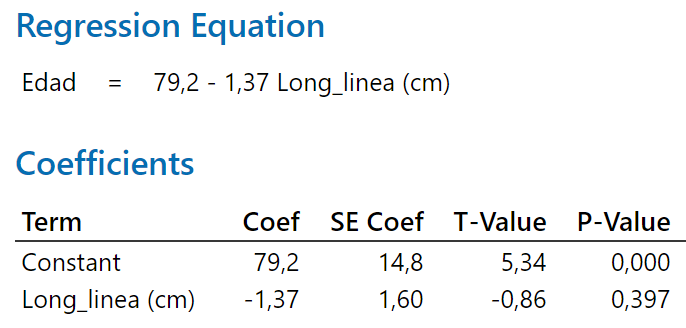 Regression Equation
Edad = 79,2 - 1,37 Long_linea (cm)
Coefficients
Term Coef SE Coef T-Value P-Value
Constant 79,2 14,8 5,34 0,000
Long_linea (cm) -1,37 1,60 -0,86 0,397